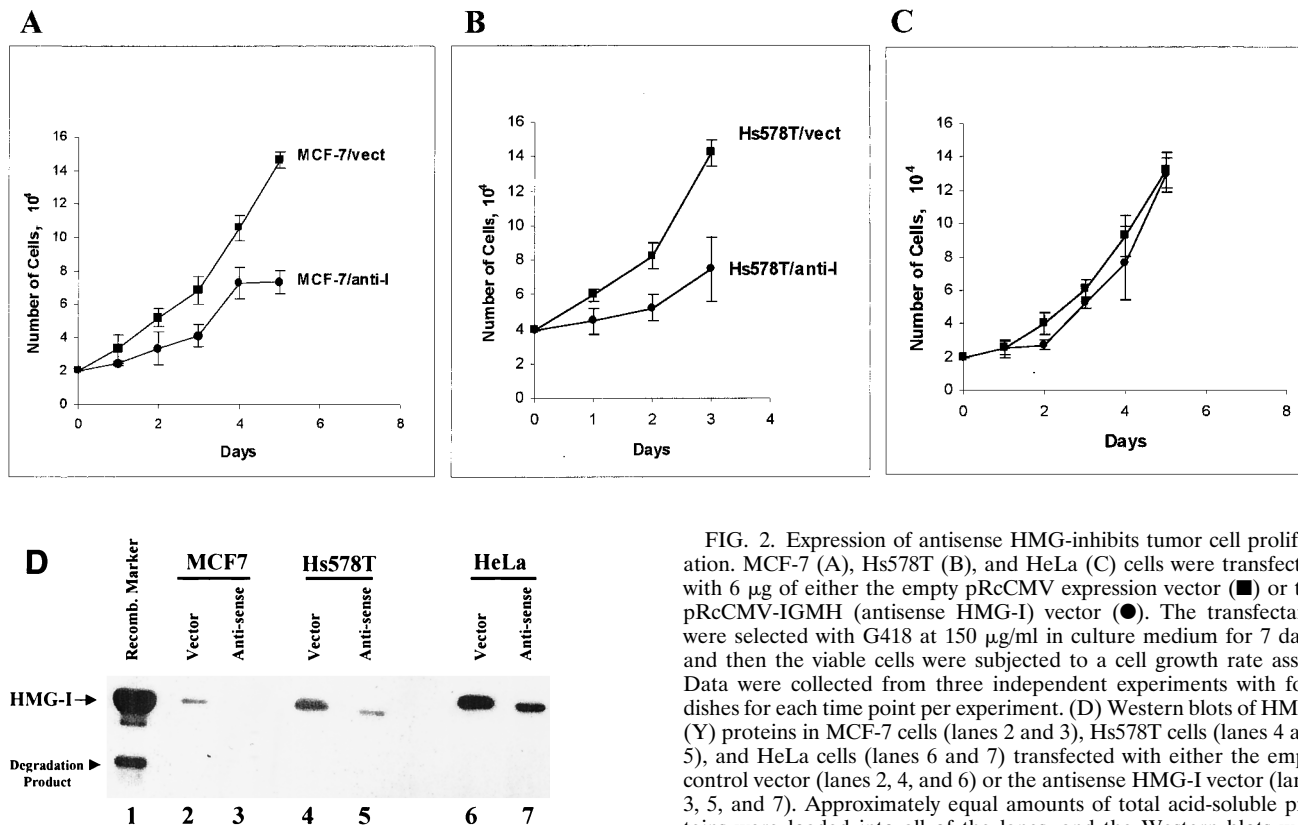 A
B
C
16
14
12
10
8
6
4
2
0
Number of Cells, 10⁴
MCF-7/vect
MCF-7/anti-I
0 2 4 6 8
Days
16
14
12
10
8
6
4
2
0
Number of Cells, 10⁴
Hs578T/vect
Hs578T/anti-I
0 1 2 3 4
Days
16
14
12
10
8
6
4
2
0
Number of Cells, 10⁴
0 2 4 6 8
Days
D
Recomb. Marker
MCF7
Vector
Anti-sense
Hs578T
Vector
Anti-sense
HeLa
Vector
Anti-sense
HMG-I
Degradation
Product
1 2 3 4 5 6 7
FIG. 2. Expression of antisense HMG-inhibits tumor cell prolif
ation. MCF-7 (A), Hs578T (B), and HeLa (C) cells were transfect
with 6 μg of either the empty pRcCMV expression vector (■) or t
pRcCMV-IGMH (antisense HMG-I) vector (●). The transfectan
were selected with G418 at 150 μg/ml in culture medium for 7 da
and then the viable cells were subjected to a cell growth rate ass
Data were collected from three independent experiments with fo
dishes for each time point per experiment. (D) Western blots of HM
(Y) proteins in MCF-7 cells (lanes 2 and 3), Hs578T cells (lanes 4 a
5), and HeLa cells (lanes 6 and 7) transfected with either the emp
control vector (lanes 2, 4, and 6) or the antisense HMG-I vector (lan
3, 5, and 7). Approximately equal amounts of total acid-soluble pr